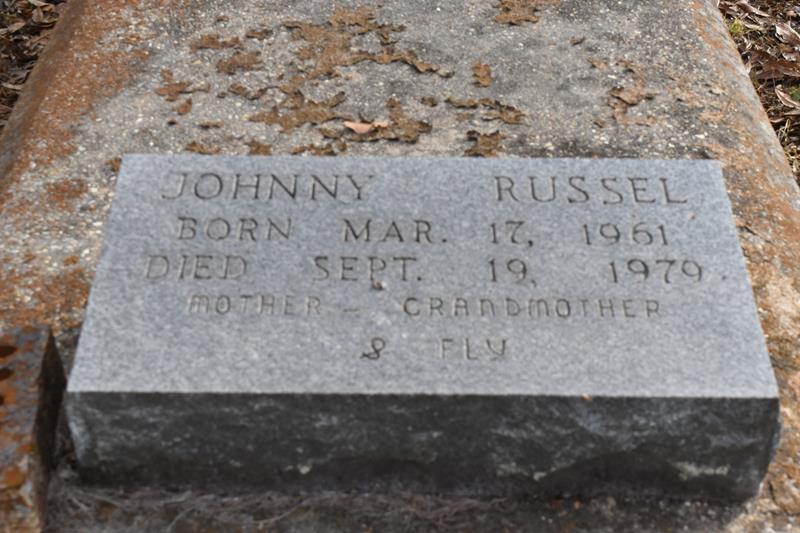 JOHNNY RUSSEL
BORN MAR. 17, 1961
DIED SEPT. 19, 1979
MOTHER - GRANDMOTHER
& FLY